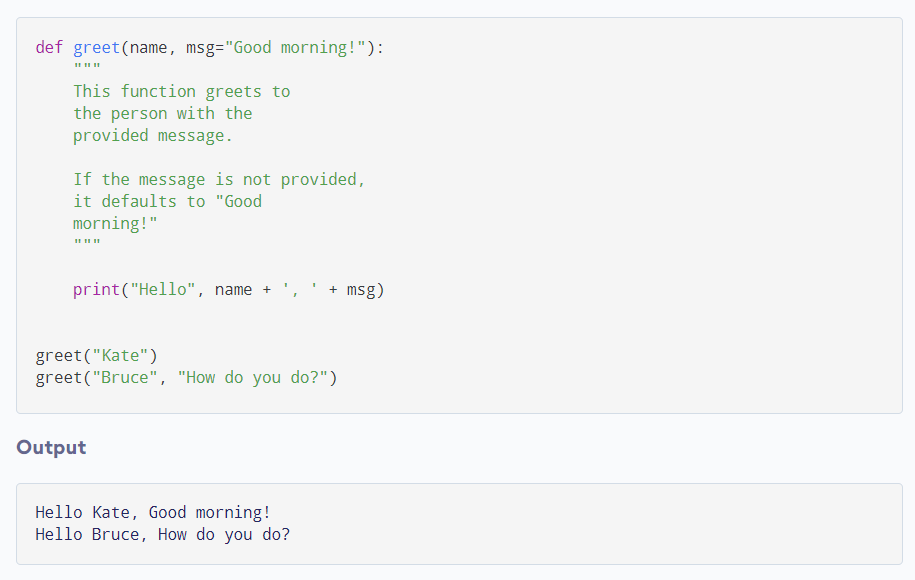 def greet(name, msg="Good morning!"):
    """
    This function greets to
    the person with the
    provided message.

    If the message is not provided,
    it defaults to "Good
    morning!"
    """

    print("Hello", name + ', ' + msg)


greet("Kate")
greet("Bruce", "How do you do?")
Output
Hello Kate, Good morning!
Hello Bruce, How do you do?